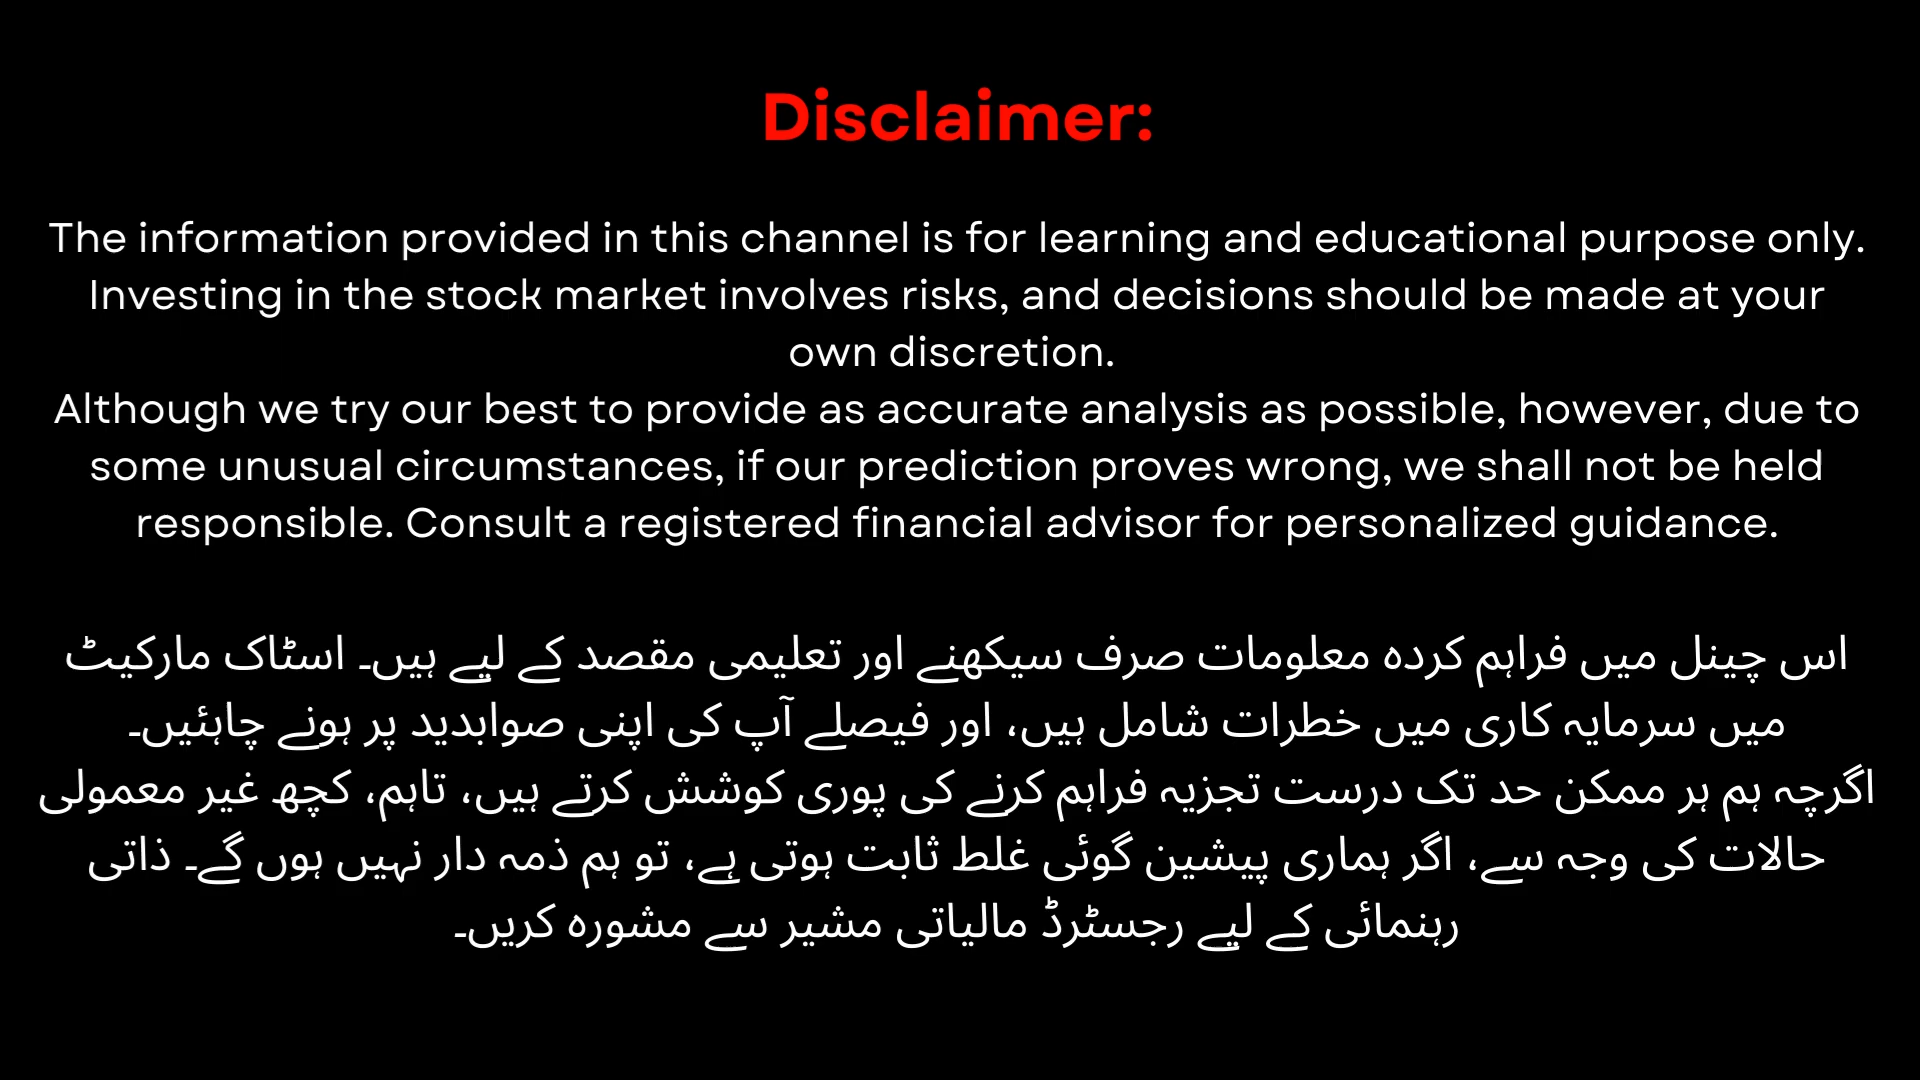 Disclaimer:
The information provided in this channel is for learning and educational purpose only.
Investing in the stock market involves risks, and decisions should be made at your
own discretion.
Although we try our best to provide as accurate analysis as possible, however, due to
some unusual circumstances, if our prediction proves wrong, we shall not be held
responsible. Consult a registered financial advisor for personalized guidance.
اس چینل میں فراہم کردہ معلومات صرف سیکھنے اور تعلیمی مقصد کے لیے ہیں۔ اسٹاک مارکیٹ
میں سرمایہ کاری میں خطرات شامل ہیں، اور فیصلے آپ کی اپنی صوابدید پر ہونے چاہئیں۔
اگرچہ ہم ہر ممکن حد تک درست تجزیہ فراہم کرنے کی پوری کوشش کرتے ہیں، تاہم، کچھ غیر معمولی
حالات کی وجہ سے، اگر ہماری پیشین گوئی غلط ثابت ہوتی ہے، تو ہم ذمہ دار نہیں ہوں گے۔ ذاتی
رہنمائی کے لیے رجسٹرڈ مالیاتی مشیر سے مشورہ کریں۔